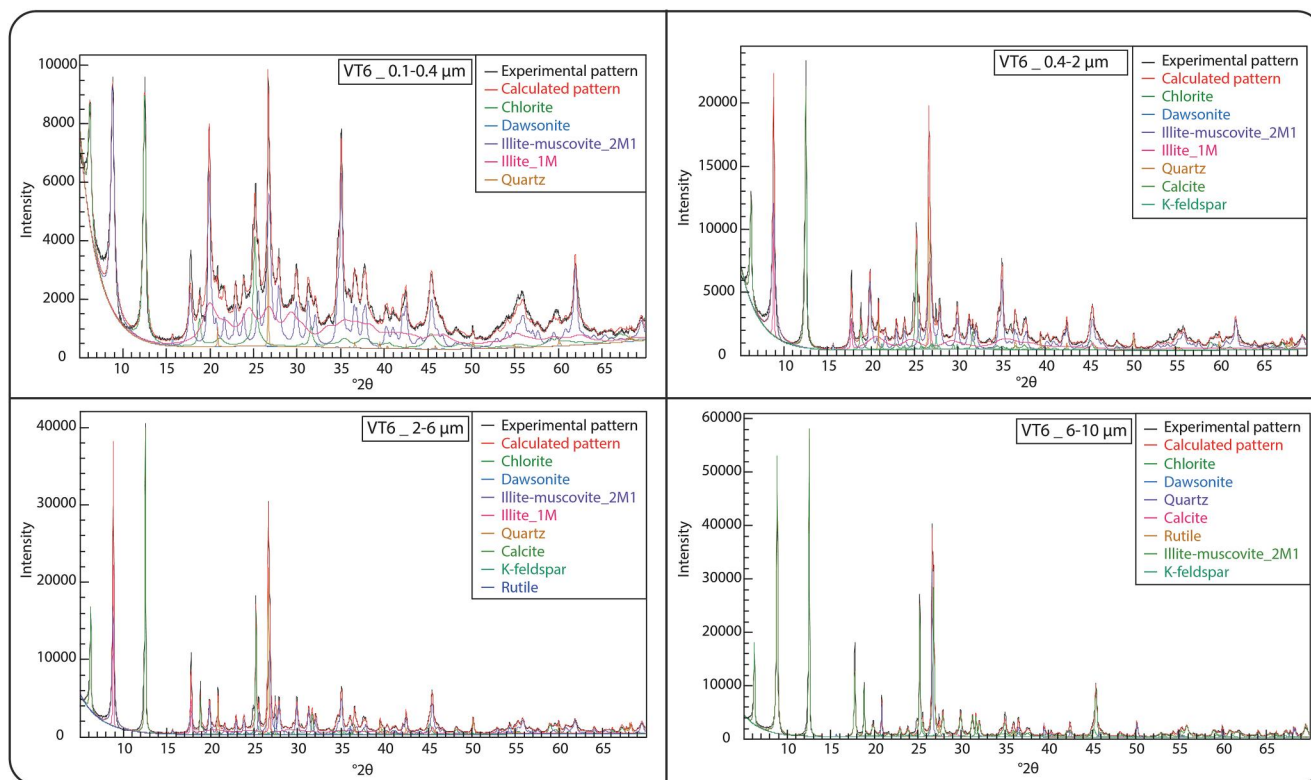 VT6 _ 0.1-0.4 µm
Experimental pattern
Calculated pattern
Chlorite
Dawsonite
Illite-muscovite_2M1
Illite_1M
Quartz
Intensity
10000
8000
6000
4000
2000
0
10 15 20 25 30 35 40 45 50 55 60 65
°2θ
VT6 _ 0.4-2 µm
Experimental pattern
Calculated pattern
Chlorite
Dawsonite
Illite-muscovite_2M1
Illite_1M
Quartz
Calcite
K-feldspar
Intensity
20000
15000
10000
5000
0
10 15 20 25 30 35 40 45 50 55 60 65
°2θ
VT6 _ 2-6 µm
Experimental pattern
Calculated pattern
Chlorite
Dawsonite
Illite-muscovite_2M1
Illite_1M
Quartz
Calcite
K-feldspar
Rutile
Intensity
40000
30000
20000
10000
0
10 15 20 25 30 35 40 45 50 55 60 65
°2θ
VT6 _ 6-10 µm
Experimental pattern
Calculated pattern
Chlorite
Dawsonite
Quartz
Calcite
Rutile
Illite-muscovite_2M1
K-feldspar
Intensity
60000
50000
40000
30000
20000
10000
0
10 15 20 25 30 35 40 45 50 55 60 65
°2θ